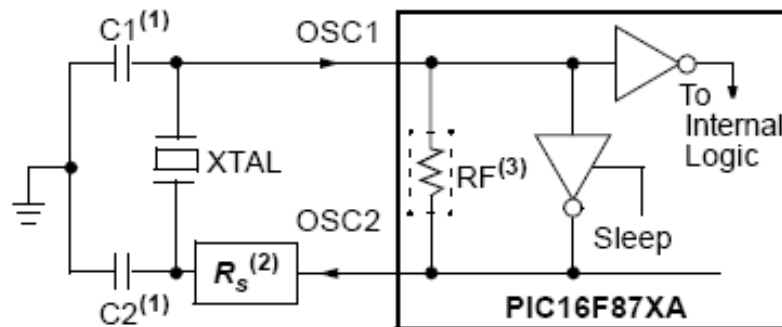 C1(1)
OSC1
To
Internal
Logic
XTAL
RF(3)
OSC2
Sleep
Rs(2)
C2(1)
PIC16F87XA